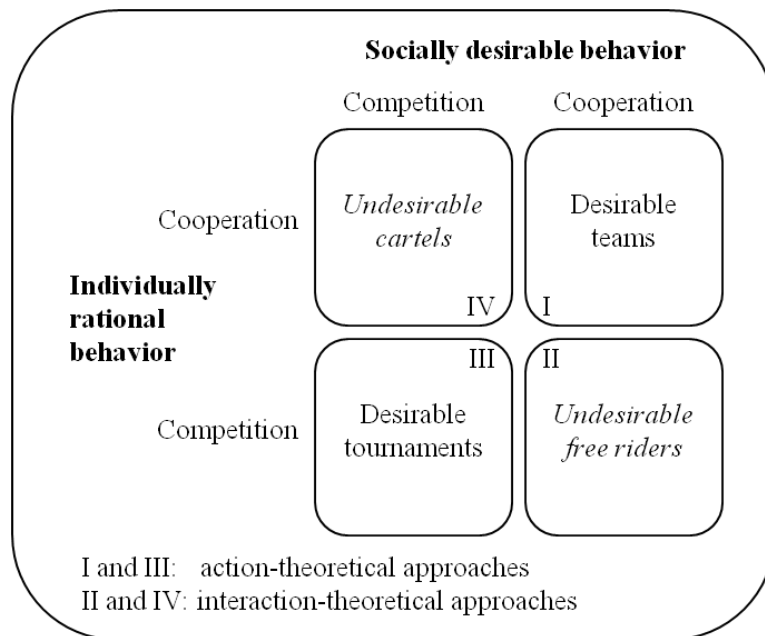 Socially desirable behavior
Competition Cooperation
Cooperation
Undesirable
cartels
IV
Desirable
teams
I
Individually
rational
behavior
Competition
III
Desirable
tournaments
II
Undesirable
free riders
I and III: action-theoretical approaches
II and IV: interaction-theoretical approaches